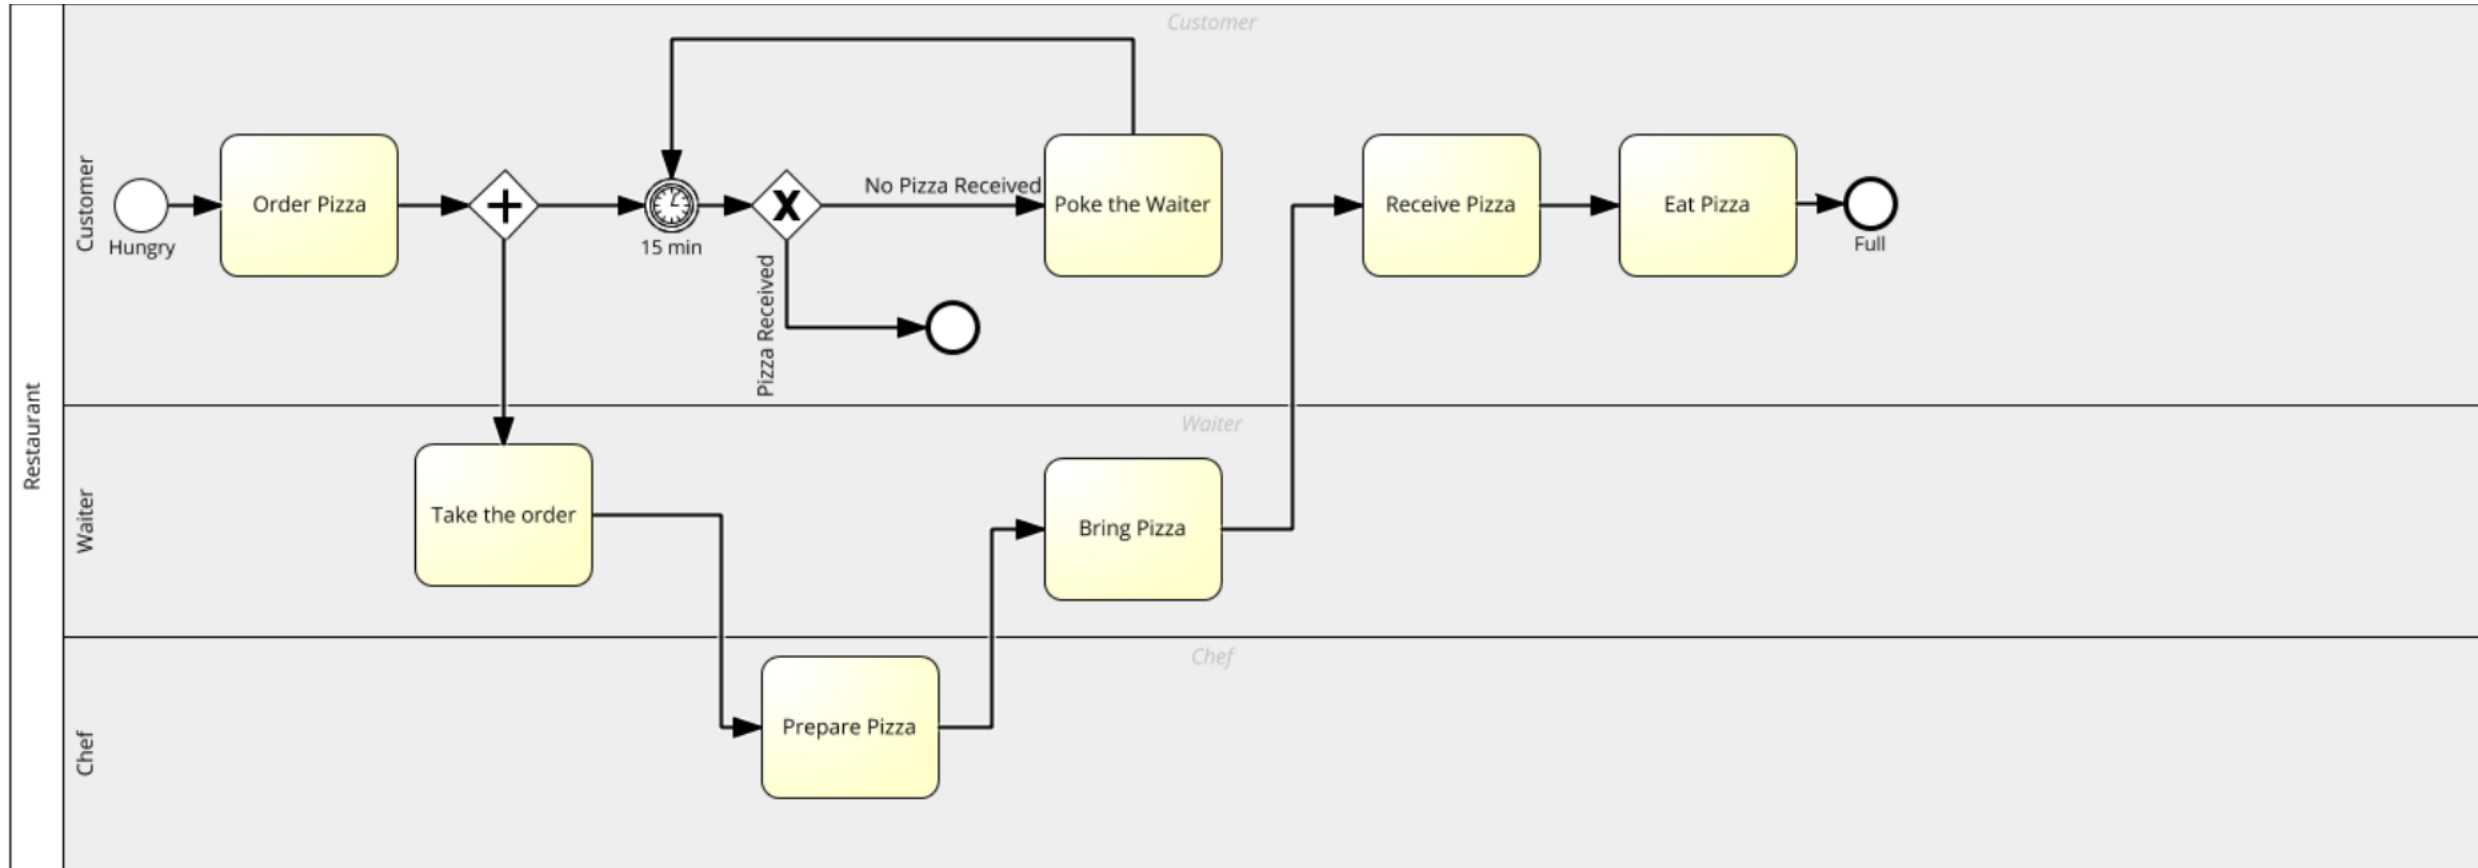 Restaurant
Customer
Customer
Hungry
Order Pizza
15 min
No Pizza Received
Pizza Received
Poke the Waiter
Receive Pizza
Eat Pizza
Full
Waiter
Waiter
Take the order
Bring Pizza
Chef
Chef
Prepare Pizza